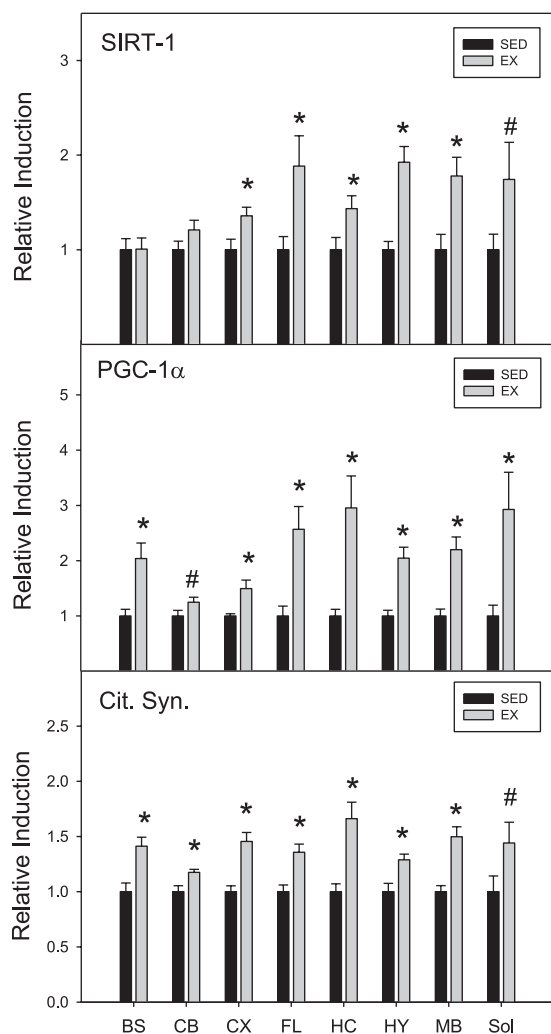 SIRT-1
SED
EX
Relative Induction
3
2
1
* * * * * #
PGC-1α
SED
EX
Relative Induction
5
4
3
2
1
* # * * * * * *
Cit. Syn.
SED
EX
Relative Induction
2.5
2.0
1.5
1.0
0.5
0.0
* * * * * * * #
BS CB CX FL HC HY MB Sol